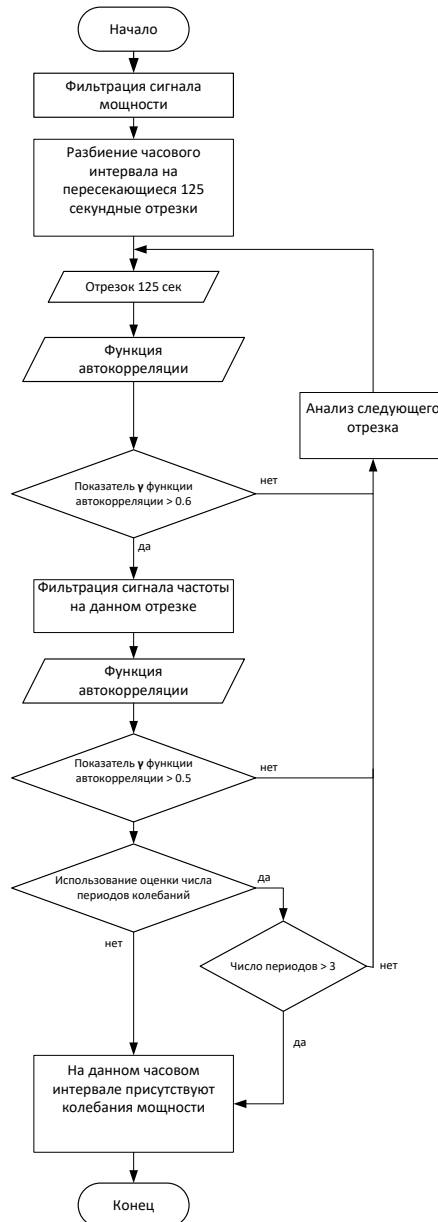 Начало
Фильтрация сигнала
мощности
Разбиение часового
интервала на
пересекающиеся 125
секундные отрезки
Отрезок 125 сек
Функция
автокорреляции
Анализ следующего
отрезка
Показатель γ функции
автокорреляции > 0.6
нет
да
Фильтрация сигнала частоты
на данном отрезке
Функция
автокорреляции
Показатель γ функции
автокорреляции > 0.5
нет
Использование оценки числа
периодов колебаний
да
нет
Число периодов > 3
нет
да
На данном часовом
интервале присутствуют
колебания мощности
Конец